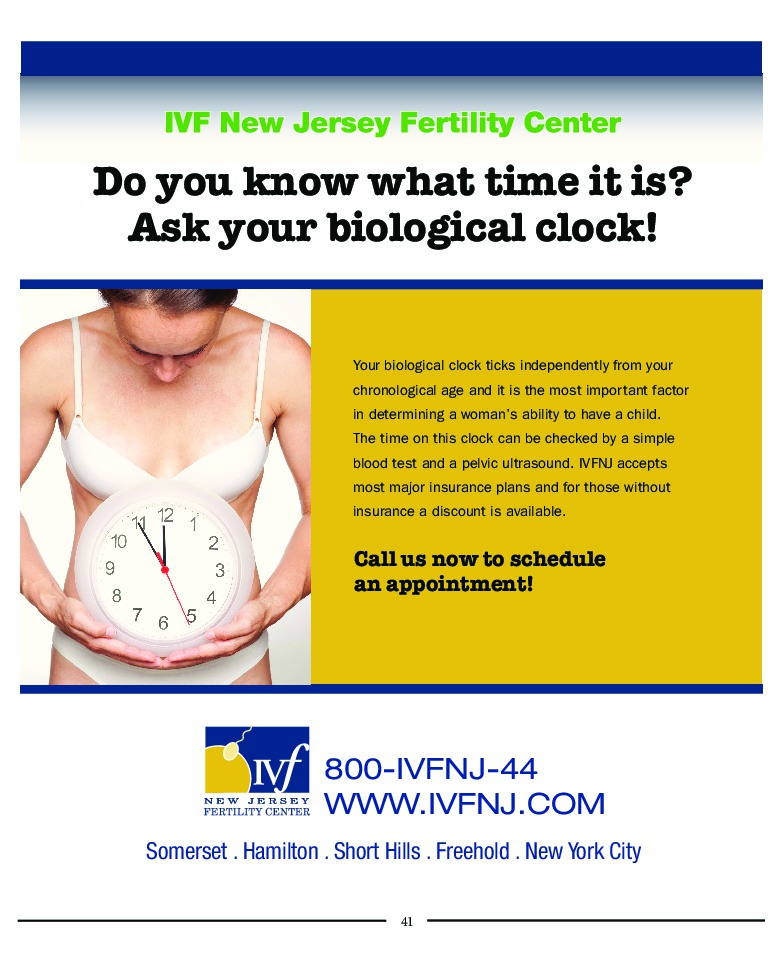 IVF New Jersey Fertility Center
Do you know what time it is?
Ask your biological clock!
Your biological clock ticks independently from your
chronological age and it is the most important factor
in determining a woman's ability to have a child.
The time on this clock can be checked by a simple
blood test and a pelvic ultrasound. IVFNJ accepts
most major insurance plans and for those without
insurance a discount is available.
Call us now to schedule
an appointment!
12
1
2
3
4
5
6
7
8
9
10
11
IVf
NEW JERSEY
FERTILITY CENTER
800-IVFNJ-44
WWW.IVFNJ.COM
Somerset . Hamilton . Short Hills . Freehold . New York City
41